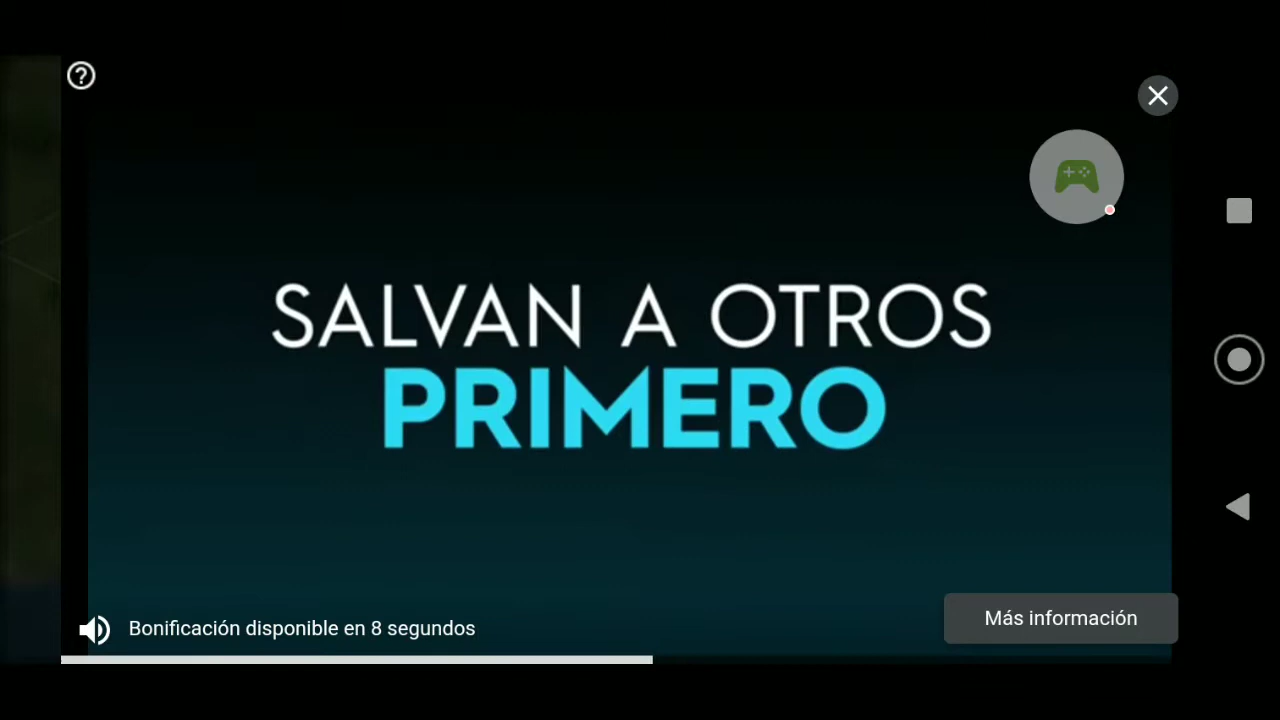 SALVAN A OTROS
PRIMERO
Bonificación disponible en 8 segundos
Más información